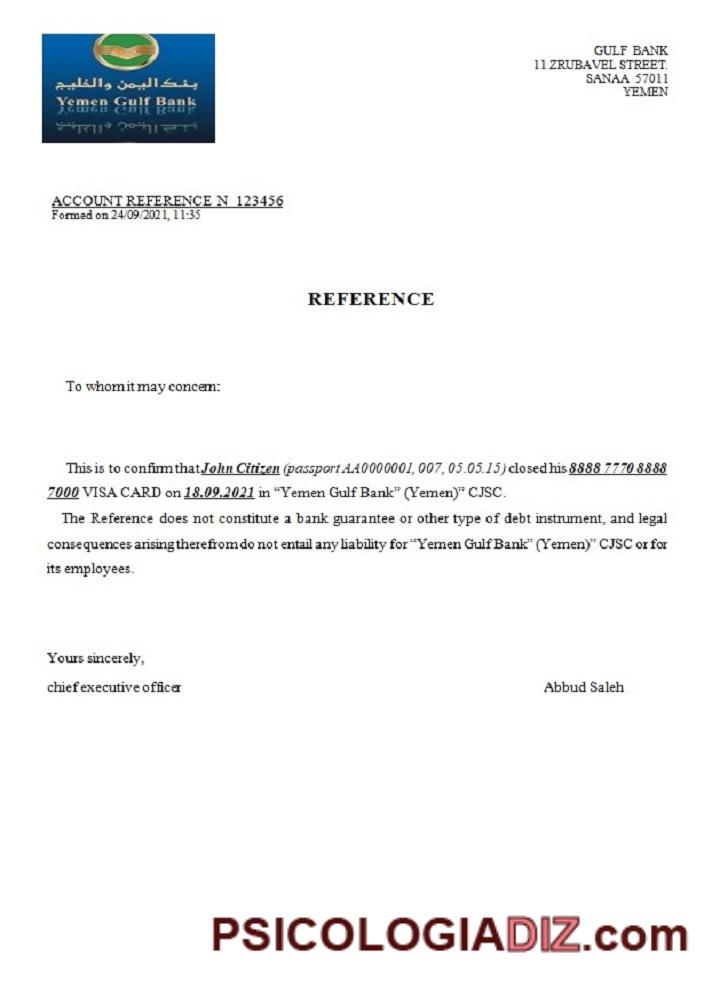 بنك اليمن والخليج
Yemen Gulf Bank
GULF BANK
11 ZRUBAVEL STREET.
SANAA 57011
YEMEN
ACCOUNT REFERENCE N 123456
Formed on 24/09/2021, 11:35
REFERENCE
To whom it may concern:
This is to confirm that John Citizen (passport AA0000001, 007, 05.05.15) closed his 8888 7770 8888
7000 VISA CARD on 18.09.2021 in “Yemen Gulf Bank” (Yemen)” CJSC.
The Reference does not constitute a bank guarantee or other type of debt instrument, and legal
consequences arising therefrom do not entail any liability for “Yemen Gulf Bank” (Yemen)” CJSC or for
its employees.
Yours sincerely,
chief executive officer Abbud Saleh
PSICOLOGIADIZ.com